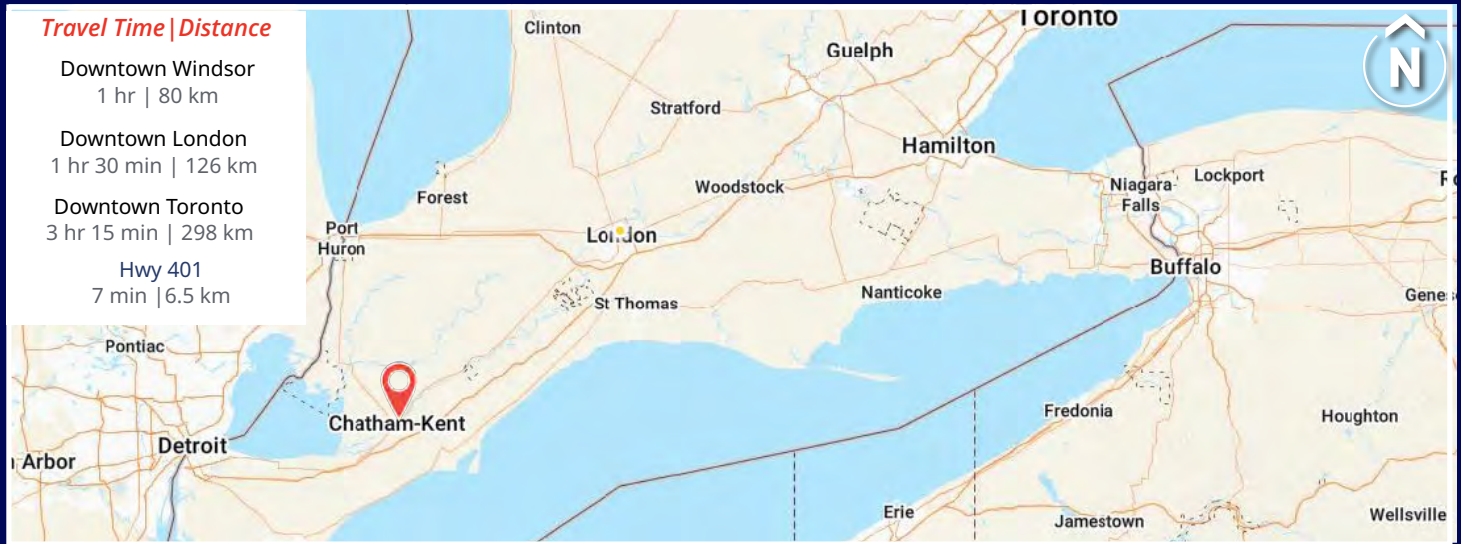 Travel Time|Distance
Downtown Windsor
1 hr | 80 km
Downtown London
1 hr 30 min | 126 km
Downtown Toronto
3 hr 15 min | 298 km
Hwy 401
7 min |6.5 km
N
Toronto
Clinton
Guelph
Stratford
Hamilton
Woodstock
Forest
Niagara
Falls
Lockport
Port
Huron
London
Buffalo
St Thomas
Nanticoke
Pontiac
Chatham-Kent
Detroit
Arbor
Fredonia
Houghton
Erie
Jamestown
Wellsville